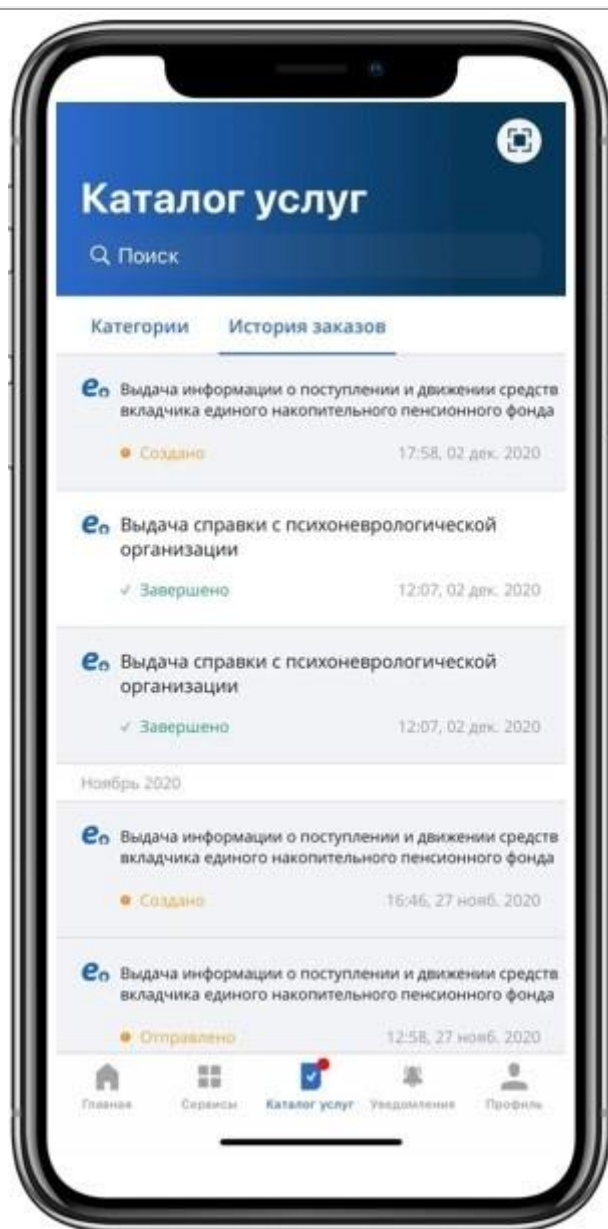 Каталог услуг
Поиск
Категории История заказов
Выдача информации о поступлении и движении средств
вкладчика единого накопительного пенсионного фонда
Создано 17:58, 02 дек. 2020
Выдача справки с психоневрологической
организации
Завершено 12:07, 02 дек. 2020
Выдача справки с психоневрологической
организации
Завершено 12:07, 02 дек. 2020
Ноябрь 2020
Выдача информации о поступлении и движении средств
вкладчика единого накопительного пенсионного фонда
Создано 16:46, 27 нояб. 2020
Выдача информации о поступлении и движении средств
вкладчика единого накопительного пенсионного фонда
Отправлено 12:58, 27 нояб. 2020
Главная Сервисы Каталог услуг Уведомления Профиль